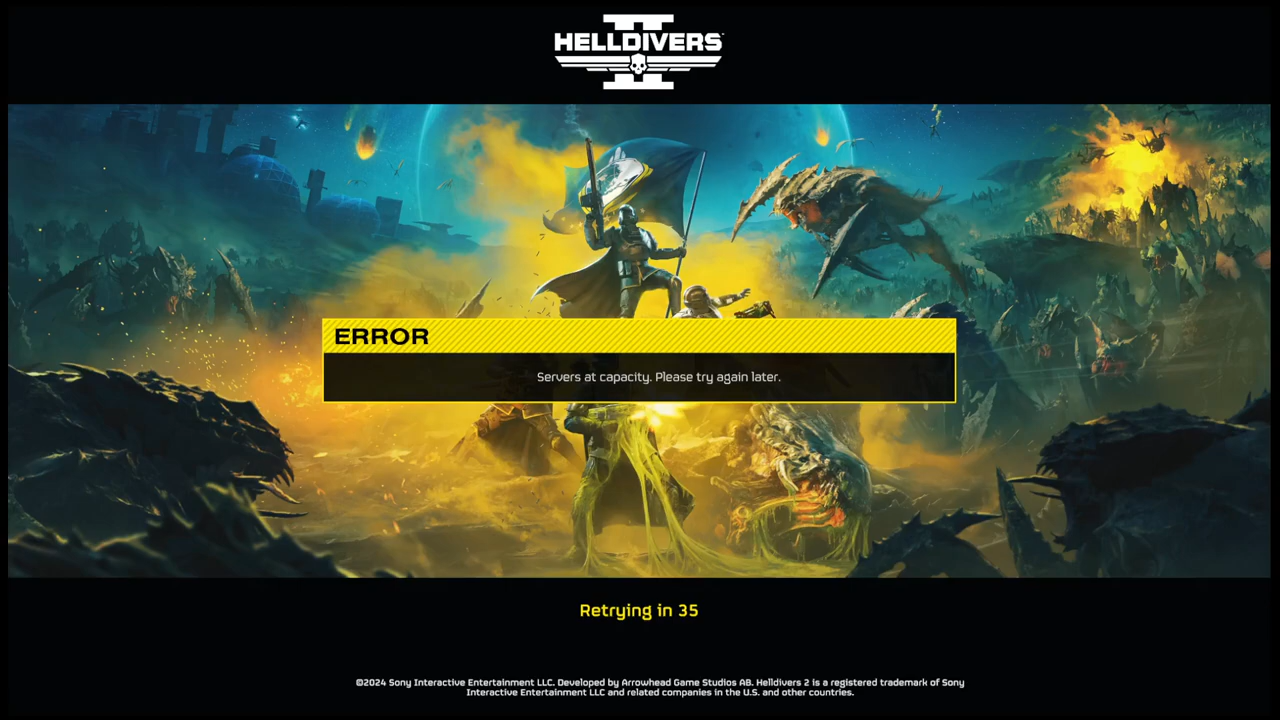 II
HELLDIVERS™
ERROR
Servers at capacity. Please try again later.
Retrying in 35
©2024 Sony Interactive Entertainment LLC. Developed by Arrowhead Game Studios AB. Helldivers 2 is a registered trademark of Sony
Interactive Entertainment LLC and related companies in the U.S. and other countries.